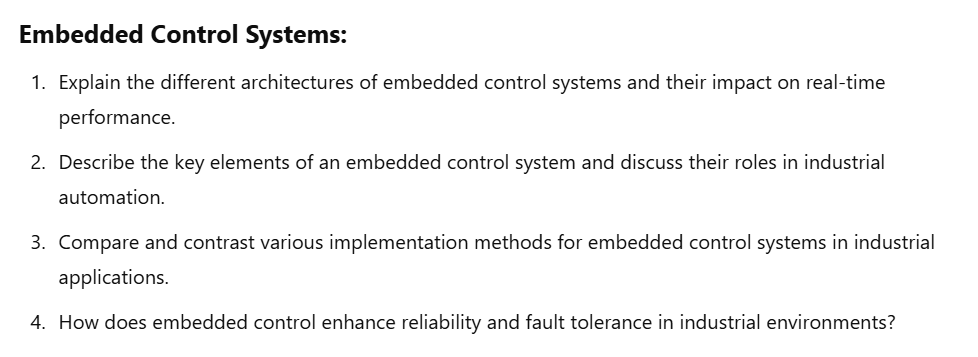 Embedded Control Systems:
1. Explain the different architectures of embedded control systems and their impact on real-time
performance.
2. Describe the key elements of an embedded control system and discuss their roles in industrial
automation.
3. Compare and contrast various implementation methods for embedded control systems in industrial
applications.
4. How does embedded control enhance reliability and fault tolerance in industrial environments?